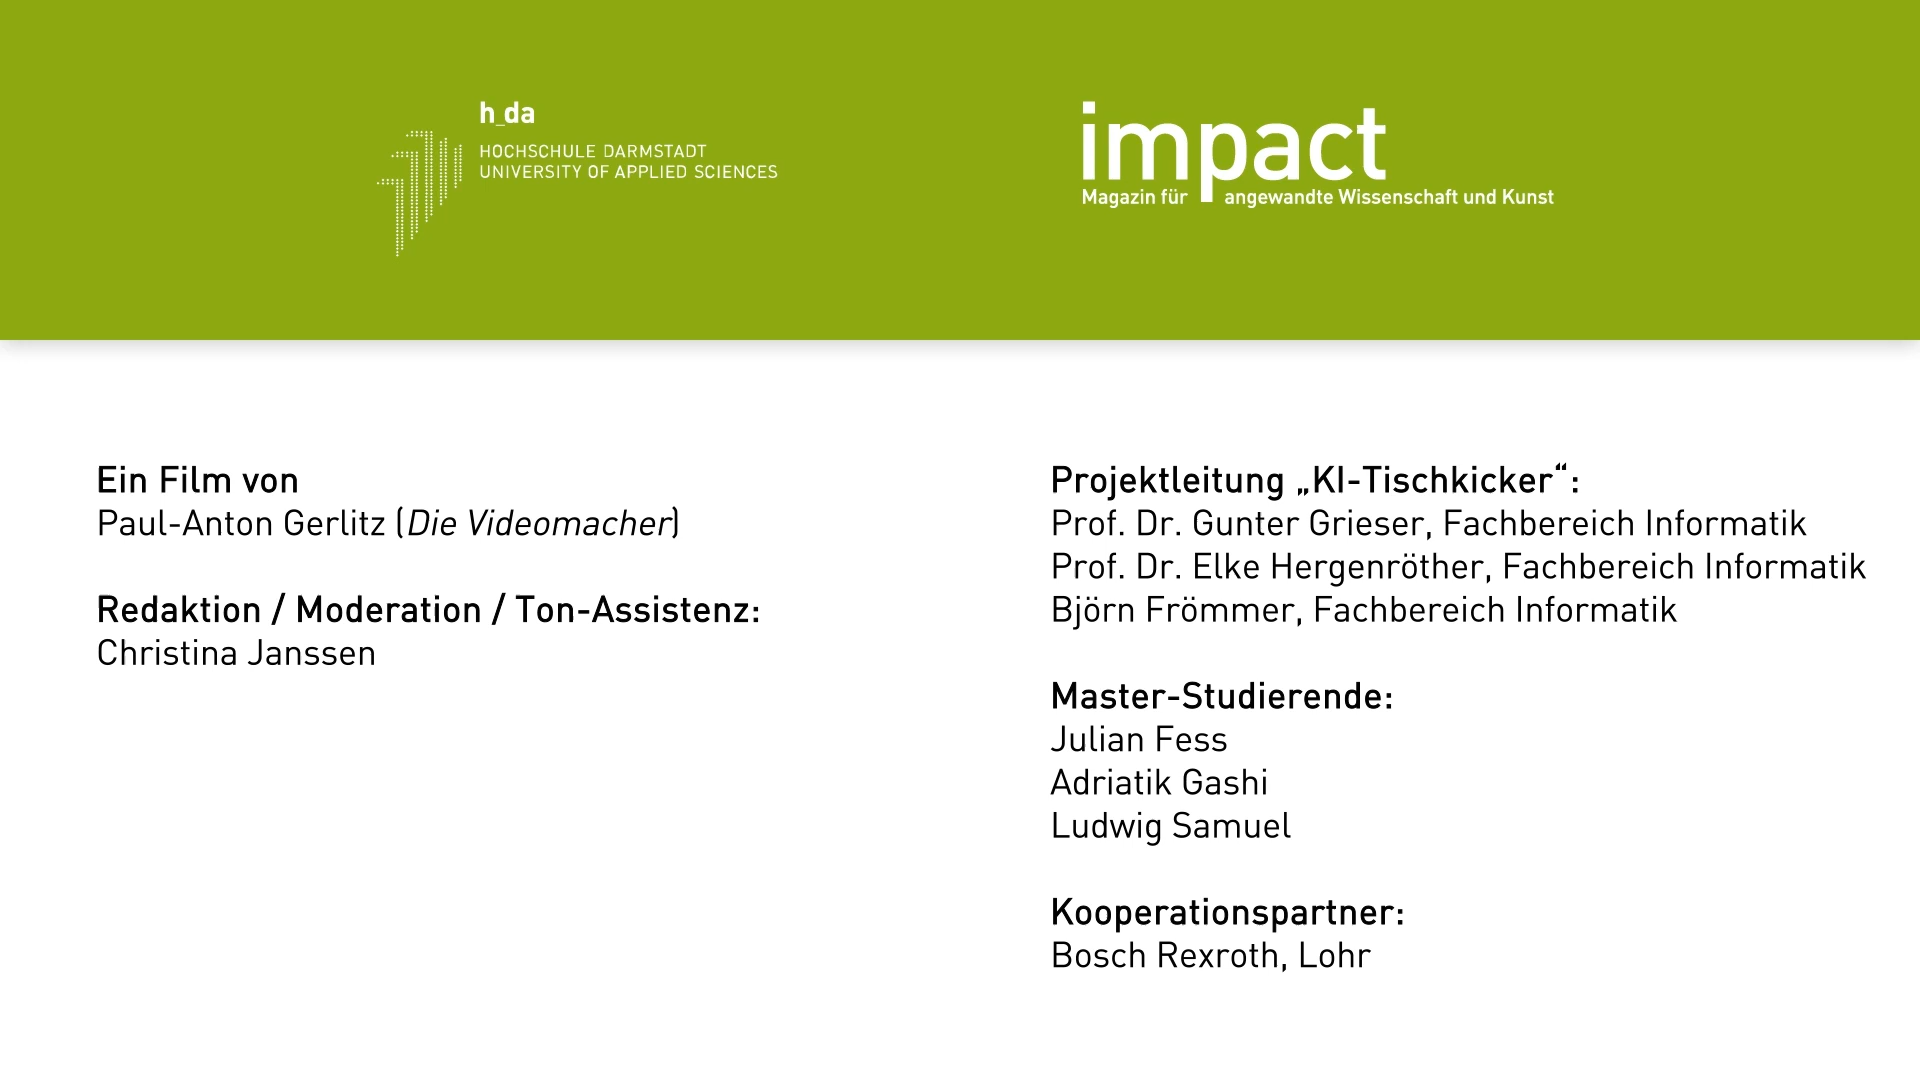 h_da
HOCHSCHULE DARMSTADT
UNIVERSITY OF APPLIED SCIENCES
impact
Magazin für angewandte Wissenschaft und Kunst
Ein Film von
Paul-Anton Gerlitz (Die Videomacher)
Redaktion / Moderation / Ton-Assistenz:
Christina Janssen
Projektleitung „KI-Tischkicker“:
Prof. Dr. Gunter Grieser, Fachbereich Informatik
Prof. Dr. Elke Hergenröther, Fachbereich Informatik
Björn Frömmer, Fachbereich Informatik
Master-Studierende:
Julian Fess
Adriatik Gashi
Ludwig Samuel
Kooperationspartner:
Bosch Rexroth, Lohr